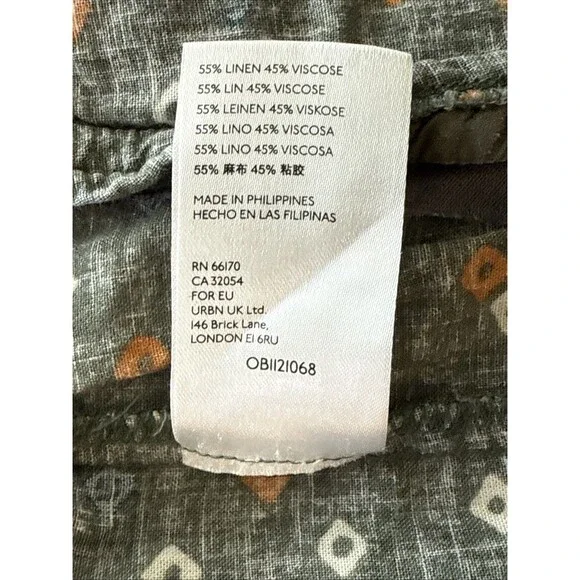 55% LINEN 45% VISCOSE
55% LIN 45% VISCOSE
55% LEINEN 45% VISKOSE
55% LINO 45% VISCOSA
55% LINO 45% VISCOSA
55% 麻布 45% 粘胶
MADE IN PHILIPPINES
HECHO EN LAS FILIPINAS
RN 66170
CA 32054
FOR EU
URBN UK Ltd.
146 Brick Lane,
LONDON E1 6RU
OB1121068